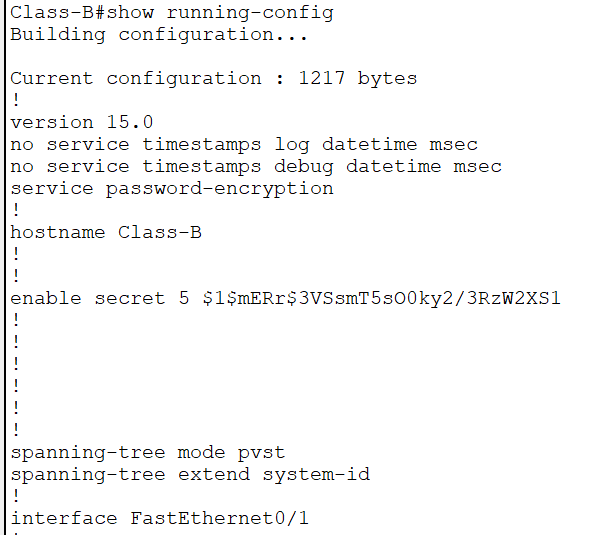 Class-B#show running-config
Building configuration...
Current configuration : 1217 bytes
!
version 15.0
no service timestamps log datetime msec
no service timestamps debug datetime msec
service password-encryption
!
hostname Class-B
!
!
enable secret 5 $1$mERr$3VSsmT5sO0ky2/3RzW2XS1
!
!
!
!
!
!
spanning-tree mode pvst
spanning-tree extend system-id
!
interface FastEthernet0/1